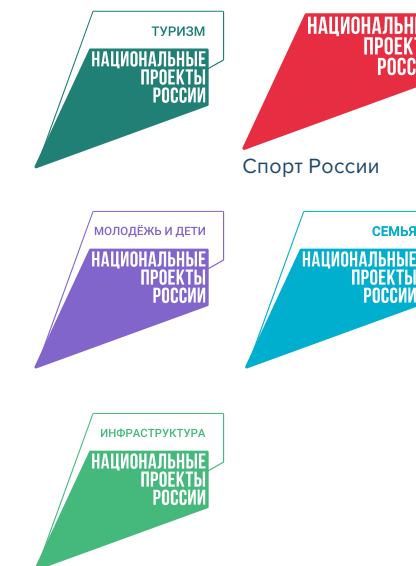 ТУРИЗМ
НАЦИОНАЛЬНЫЕ
ПРОЕКТЫ
РОССИИ
НАЦИОНАЛЬНЫ
ПРОЕКТ
РОСС
Спорт России
МОЛОДЁЖЬ И ДЕТИ
НАЦИОНАЛЬНЫЕ
ПРОЕКТЫ
РОССИИ
СЕМЬЯ
НАЦИОНАЛЬНЫЕ
ПРОЕКТЫ
РОССИИ
ИНФРАСТРУКТУРА
НАЦИОНАЛЬНЫЕ
ПРОЕКТЫ
РОССИИ